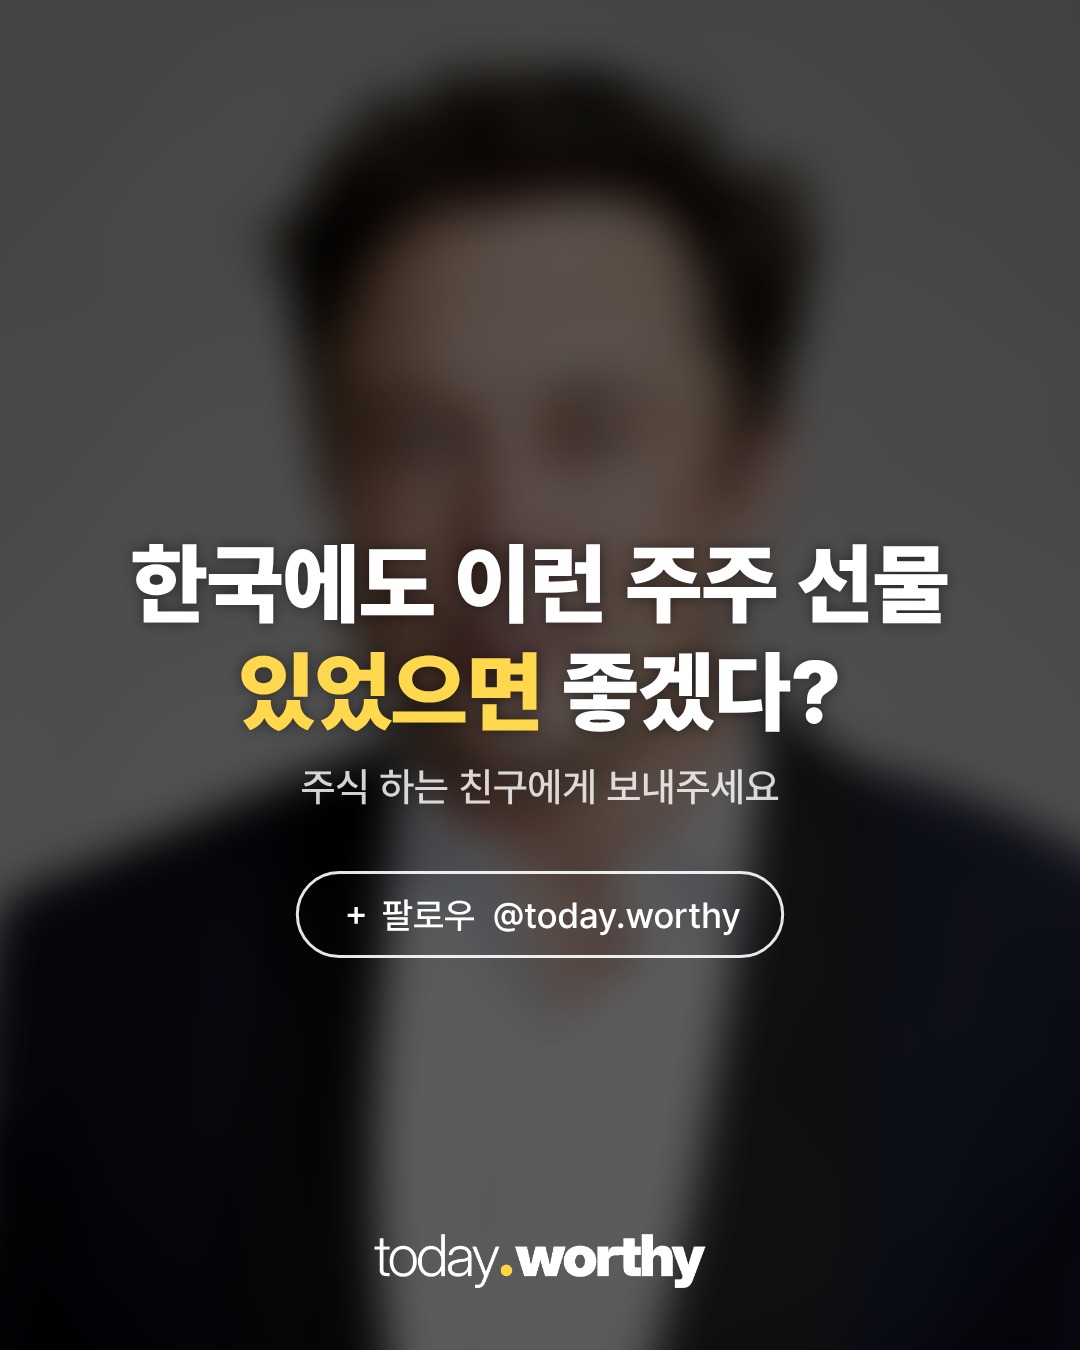 한국에도 이런 주주 선물
있었으면 좋겠다?
주식 하는 친구에게 보내주세요
+ 팔로우 @today.worthy
today.worthy